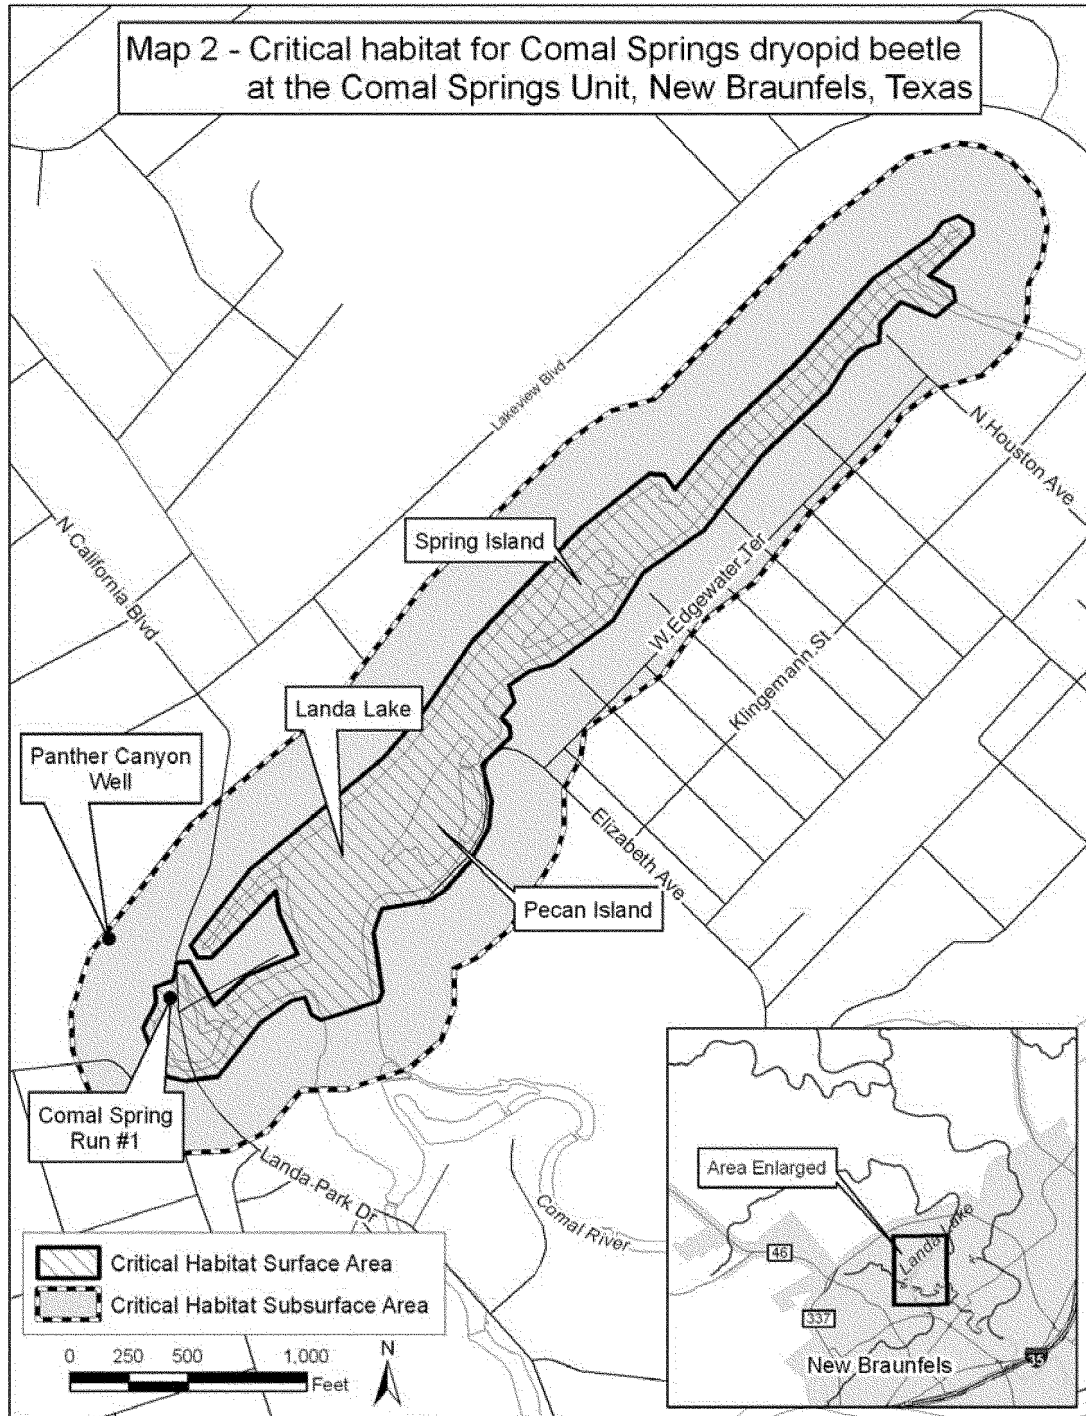 Map 2 - Critical habitat for Comal Springs dryopid beetle
at the Comal Springs Unit, New Braunfels, Texas
Lakeview Blvd
N Houston Ave
N California Blvd
Spring Island
W Edgewater Ter
Klingemann St
Landa Lake
Panther Canyon
Well
Elizabeth Ave
Pecan Island
Comal Spring
Run #1
Landa Park Dr
Comal River
Area Enlarged
Landa Lake
46
337
35
New Braunfels
Critical Habitat Surface Area
Critical Habitat Subsurface Area
0 250 500 1,000
Feet
N